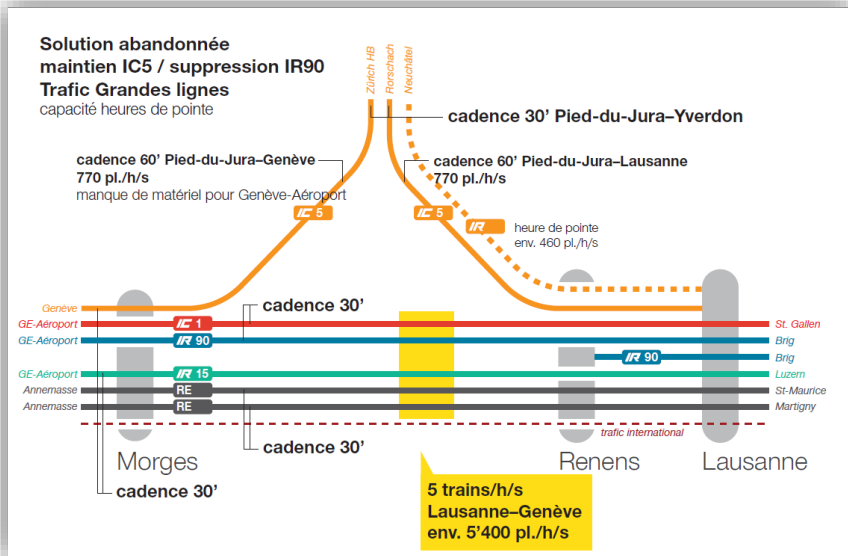 Solution abandonnée
maintien IC5 / suppression IR90
Trafic Grandes lignes
capacité heures de pointe
Zürich HB
Rorschach
Neuchâtel
cadence 30’ Pied-du-Jura–Yverdon
cadence 60’ Pied-du-Jura–Genève
770 pl./h/s
manque de matériel pour Genève-Aéroport
cadence 60’ Pied-du-Jura–Lausanne
770 pl./h/s
IC 5
IC 5
IR
heure de pointe
env. 460 pl./h/s
Genève
cadence 30’
GE-Aéroport
IC 1
St. Gallen
GE-Aéroport
IR 90
Brig
IR 90
Brig
GE-Aéroport
IR 15
Luzern
Annemasse
RE
St-Maurice
Annemasse
RE
Martigny
trafic international
cadence 30’
Morges
Renens
Lausanne
cadence 30’
5 trains/h/s
Lausanne–Genève
env. 5’400 pl./h/s